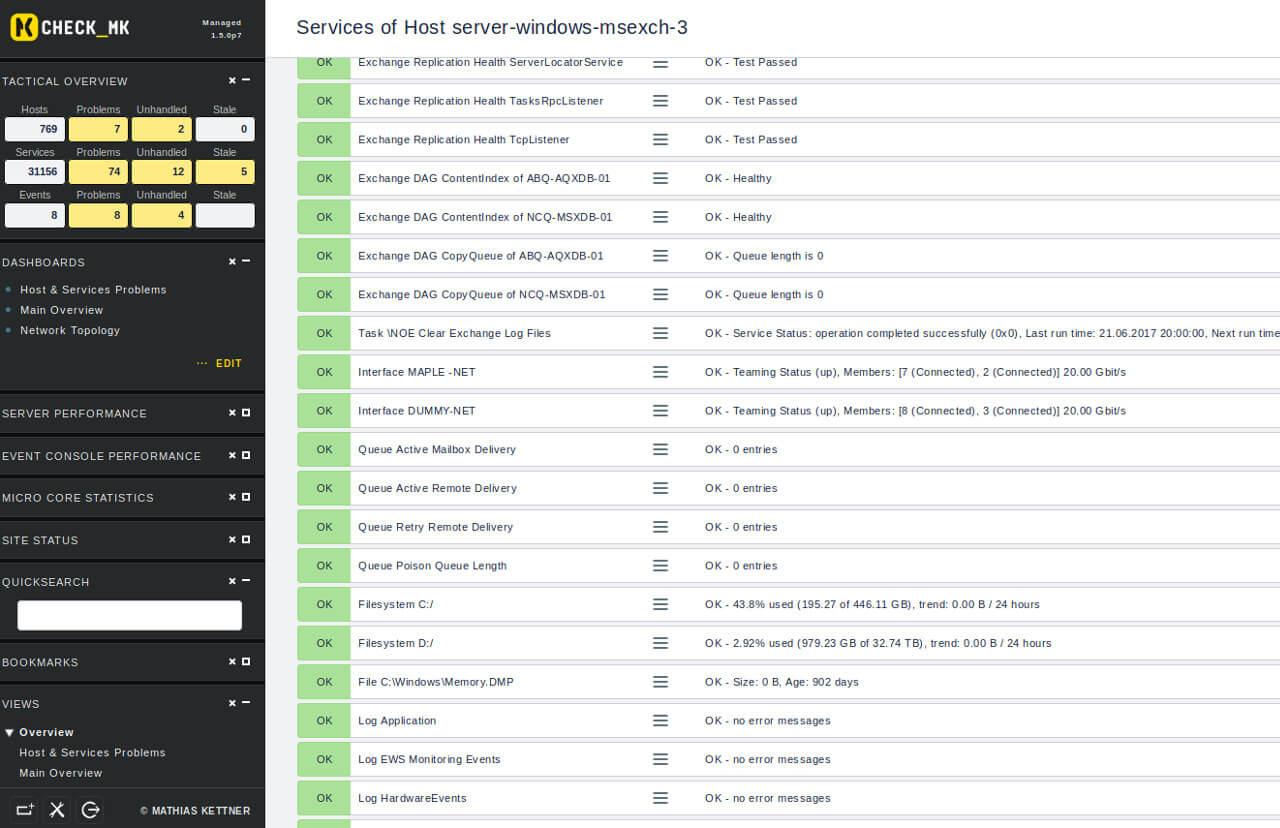 CHECK_MK
Managed
1.5.0p7
TACTICAL OVERVIEW
Hosts Problems Unhandled Stale
769 7 2 0
Services Problems Unhandled Stale
31156 74 12 5
Events Problems Unhandled Stale
8 8 4
DASHBOARDS
Host & Services Problems
Main Overview
Network Topology
EDIT
SERVER PERFORMANCE
EVENT CONSOLE PERFORMANCE
MICRO CORE STATISTICS
SITE STATUS
QUICKSEARCH
BOOKMARKS
VIEWS
Overview
Host & Services Problems
Main Overview
© MATHIAS KETTNER
Services of Host server-windows-msexch-3
OK Exchange Replication Health ServerLocatorService OK - Test Passed
OK Exchange Replication Health TasksRpcListener OK - Test Passed
OK Exchange Replication Health TcpListener OK - Test Passed
OK Exchange DAG ContentIndex of ABQ-AQXDB-01 OK - Healthy
OK Exchange DAG ContentIndex of NCQ-MSXDB-01 OK - Healthy
OK Exchange DAG CopyQueue of ABQ-AQXDB-01 OK - Queue length is 0
OK Exchange DAG CopyQueue of NCQ-MSXDB-01 OK - Queue length is 0
OK Task \NOE Clear Exchange Log Files OK - Service Status: operation completed successfully (0x0), Last run time: 21.06.2017 20:00:00, Next run time
OK Interface MAPLE -NET OK - Teaming Status (up), Members: [7 (Connected), 2 (Connected)] 20.00 Gbit/s
OK Interface DUMMY-NET OK - Teaming Status (up), Members: [8 (Connected), 3 (Connected)] 20.00 Gbit/s
OK Queue Active Mailbox Delivery OK - 0 entries
OK Queue Active Remote Delivery OK - 0 entries
OK Queue Retry Remote Delivery OK - 0 entries
OK Queue Poison Queue Length OK - 0 entries
OK Filesystem C:/ OK - 43.8% used (195.27 of 446.11 GB), trend: 0.00 B / 24 hours
OK Filesystem D:/ OK - 2.92% used (979.23 GB of 32.74 TB), trend: 0.00 B / 24 hours
OK File C:\Windows\Memory.DMP OK - Size: 0 B, Age: 902 days
OK Log Application OK - no error messages
OK Log EWS Monitoring Events OK - no error messages
OK Log HardwareEvents OK - no error messages